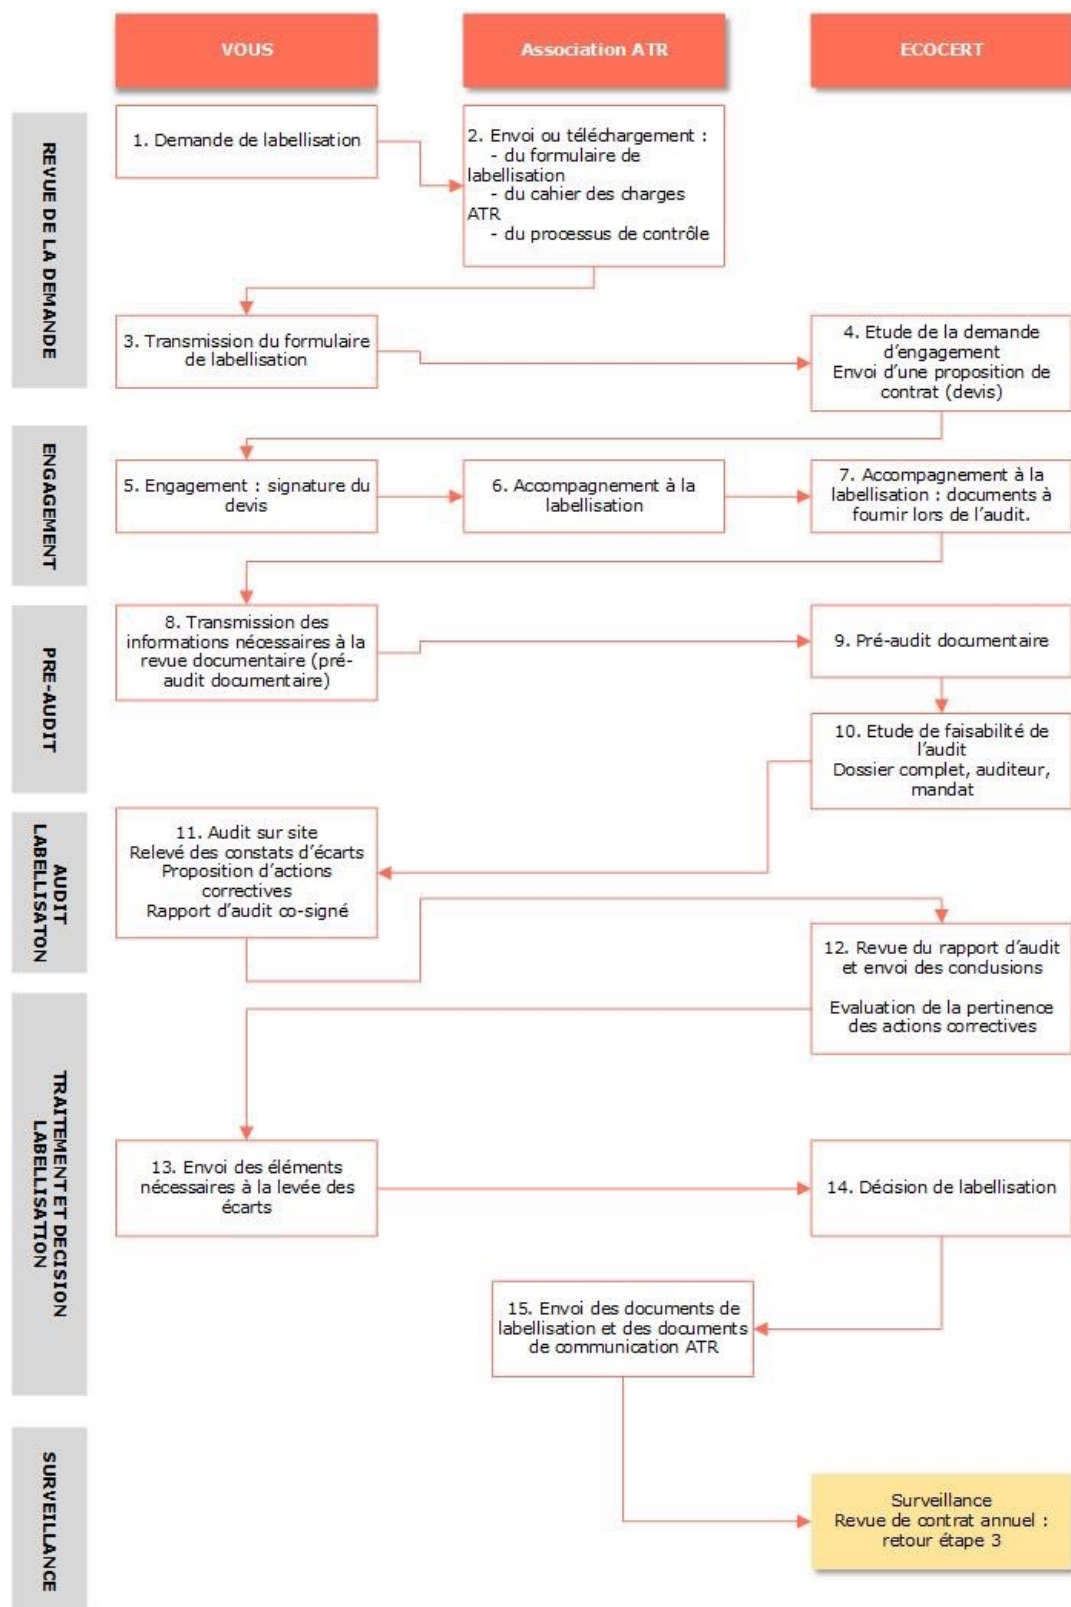 VOUS
Association ATR
ECOCERT
REVUE DE LA DEMANDE
1. Demande de labellisation
2. Envoi ou téléchargement :
- du formulaire de
labellisation
- du cahier des charges
ATR
- du processus de contrôle
3. Transmission du formulaire
de labellisation
4. Etude de la demande
d’engagement
Envoi d’une proposition de
contrat (devis)
ENGAGEMENT
5. Engagement : signature du
devis
6. Accompagnement à la
labellisation
7. Accompagnement à la
labellisation : documents à
fournir lors de l’audit.
PRE-AUDIT
8. Transmission des
informations nécessaires à la
revue documentaire (pré-
audit documentaire)
9. Pré-audit documentaire
10. Etude de faisabilité de
l’audit
Dossier complet, auditeur,
mandat
AUDIT
LABELLISATON
11. Audit sur site
Relevé des constats d’écarts
Proposition d’actions
correctives
Rapport d’audit co-signé
12. Revue du rapport d’audit
et envoi des conclusions
Evaluation de la pertinence
des actions correctives
TRAITEMENT ET DECISION
LABELLISATION
13. Envoi des éléments
nécessaires à la levée des
écarts
14. Décision de labellisation
15. Envoi des documents de
labellisation et des documents
de communication ATR
SURVEILLANCE
Surveillance
Revue de contrat annuel :
retour étape 3